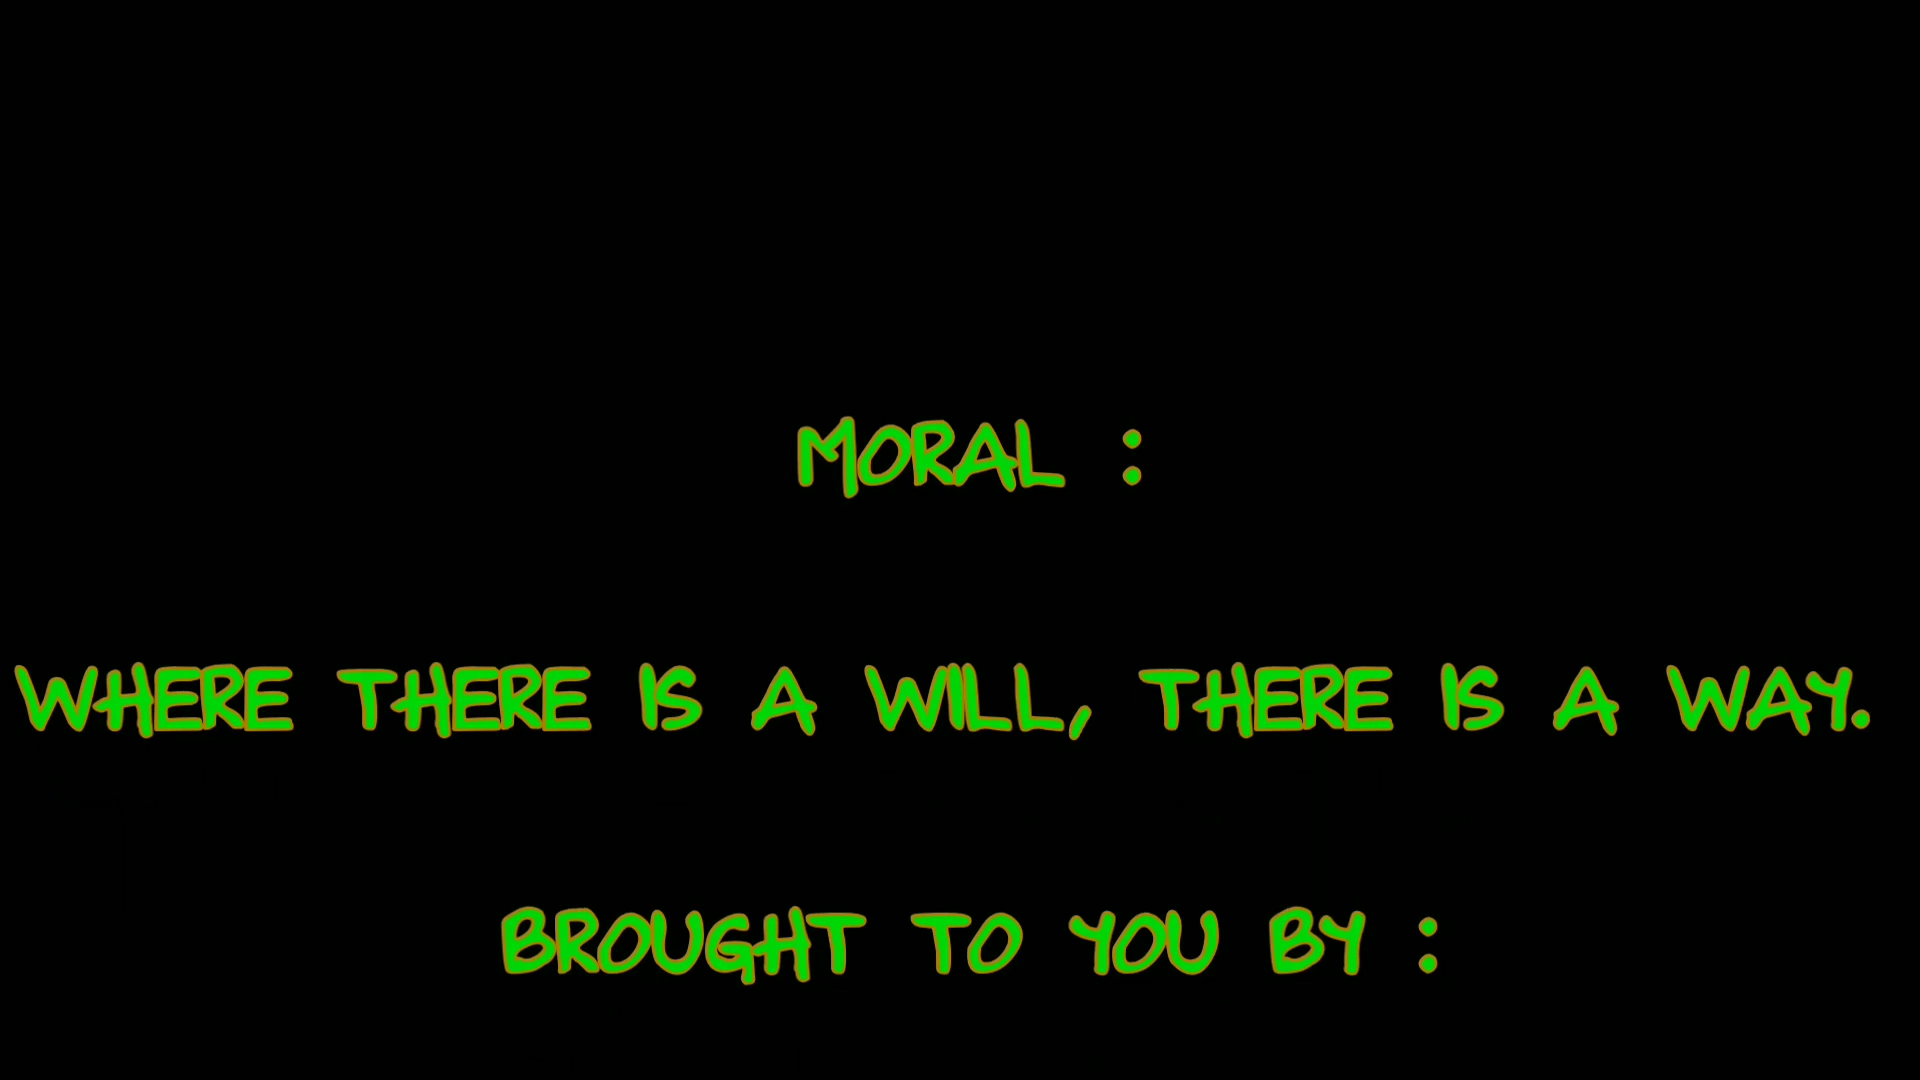 MORAL :
WHERE THERE IS A WILL, THERE IS A WAY.
BROUGHT TO YOU BY :